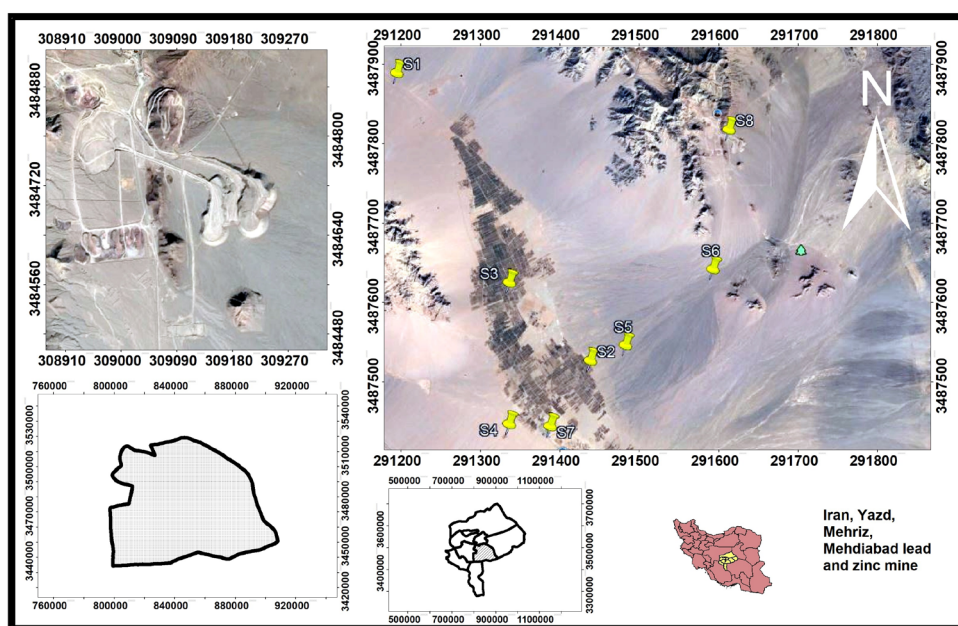 308910 309000 309090 309180 309270
3484880
3484800
3484720
3484640
3484560
3484480
308910 309000 309090 309180 309270
291200 291300 291400 291500 291600 291700 291800
3487900
3487800
3487700
3487600
3487500
S1
S8
N
S6
S3
S5
S2
S4
S7
291200 291300 291400 291500 291600 291700 291800
760000 800000 840000 880000 920000
3530000
3500000
3470000
3440000
3540000
3510000
3480000
3450000
3420000
760000 800000 840000 880000 920000
500000 700000 900000 1100000
3600000
3400000
3700000
3500000
3300000
500000 700000 900000 1100000
Iran, Yazd,
Mehriz,
Mehdiabad lead
and zinc mine